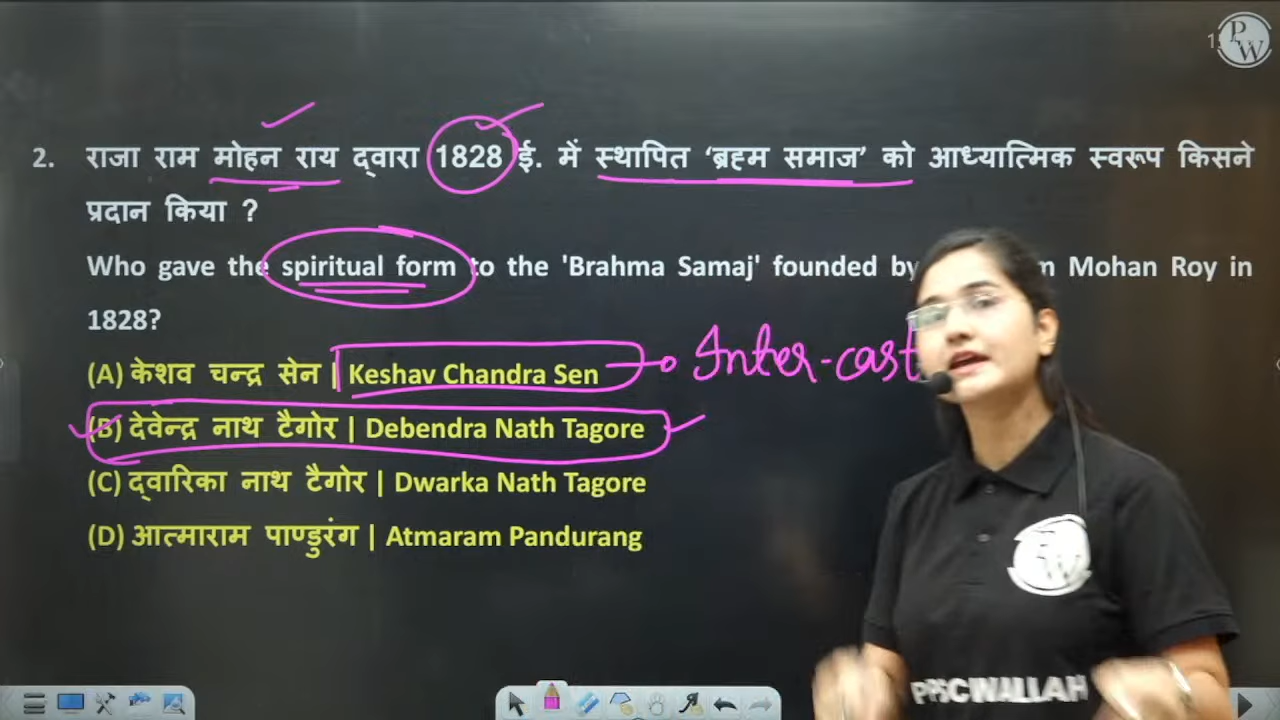 PW
2. राजा राम मोहन राय द्वारा 1828 ई. में स्थापित ‘ब्रह्म समाज’ को आध्यात्मिक स्वरूप किसने
प्रदान किया ?
Who gave the spiritual form to the 'Brahma Samaj' founded by Mohan Roy in
1828?
(A) केशव चन्द्र सेन | Keshav Chandra Sen Inter-cast
(B) देवेन्द्र नाथ टैगोर | Debendra Nath Tagore
(C) द्वारिका नाथ टैगोर | Dwarka Nath Tagore
(D) आत्माराम पाण्डुरंग | Atmaram Pandurang
PW